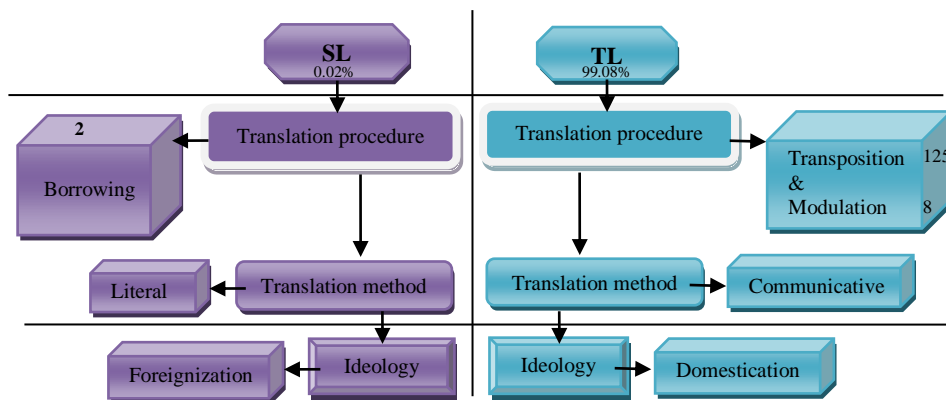 SL
0.02%
TL
99.08%
2
Translation procedure
Borrowing
Translation procedure
Transposition
&
Modulation
125
8
Literal
Translation method
Translation method
Communicative
Foreignization
Ideology
Ideology
Domestication